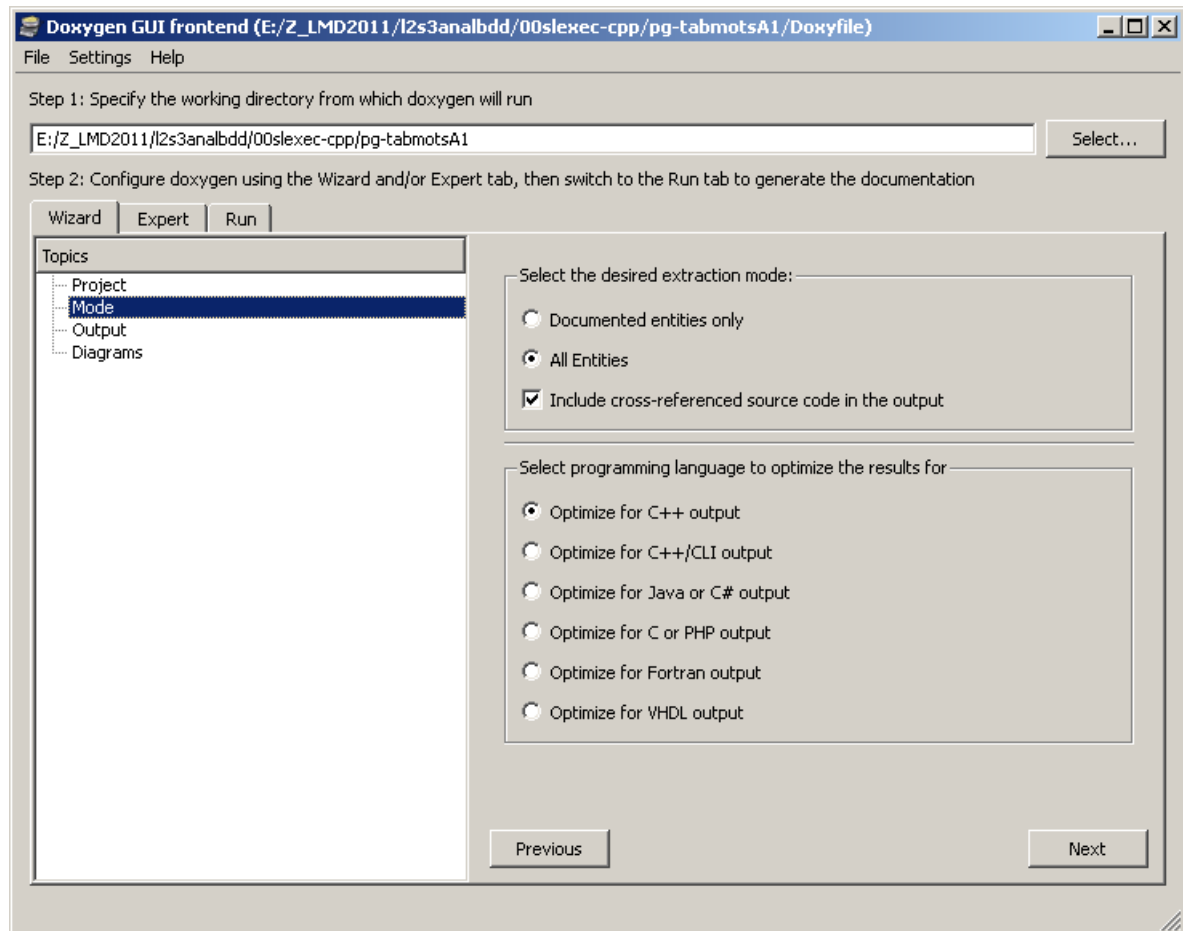 Doxygen GUI frontend (E:/Z_LMD2011/l2s3analbdd/00slexec-cpp/pg-tabmotsA1/Doxyfile)
File Settings Help
Step 1: Specify the working directory from which doxygen will run
E:/Z_LMD2011/l2s3analbdd/00slexec-cpp/pg-tabmotsA1
Select...
Step 2: Configure doxygen using the Wizard and/or Expert tab, then switch to the Run tab to generate the documentation
Wizard Expert Run
Topics
Project
Mode
Output
Diagrams
Select the desired extraction mode:
Documented entities only
All Entities
Include cross-referenced source code in the output
Select programming language to optimize the results for
Optimize for C++ output
Optimize for C++/CLI output
Optimize for Java or C# output
Optimize for C or PHP output
Optimize for Fortran output
Optimize for VHDL output
Previous
Next